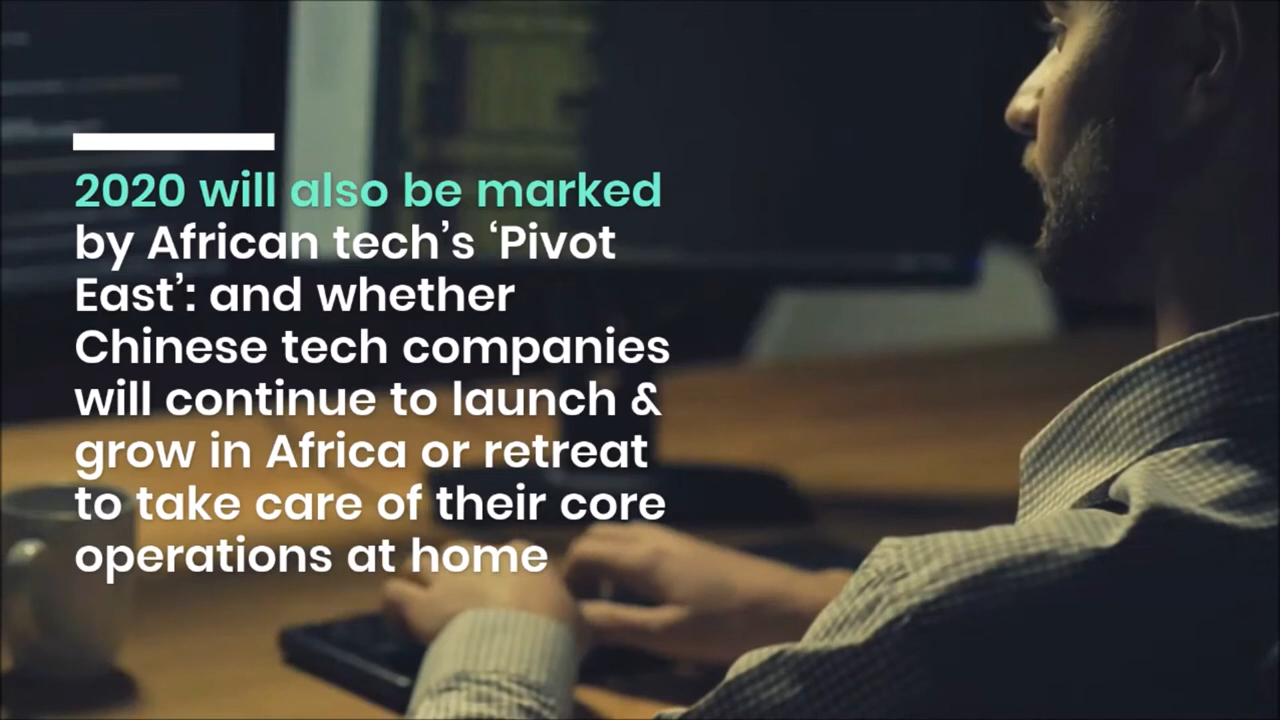 2020 will also be marked
by African tech’s ‘Pivot
East’: and whether
Chinese tech companies
will continue to launch &
grow in Africa or retreat
to take care of their core
operations at home